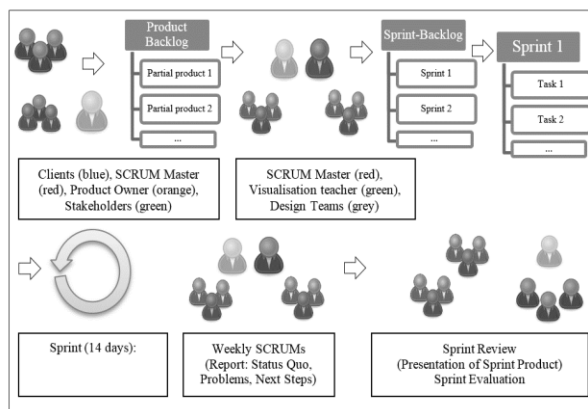 Product
Backlog
Partial product 1
Partial product 2
...
Sprint-Backlog
Sprint 1
Sprint 2
...
Sprint 1
Task 1
Task 2
...
Clients (blue), SCRUM Master
(red), Product Owner (orange),
Stakeholders (green)
SCRUM Master (red),
Visualisation teacher (green),
Design Teams (grey)
Sprint (14 days):
Weekly SCRUMs
(Report: Status Quo,
Problems, Next Steps)
Sprint Review
(Presentation of Sprint Product)
Sprint Evaluation